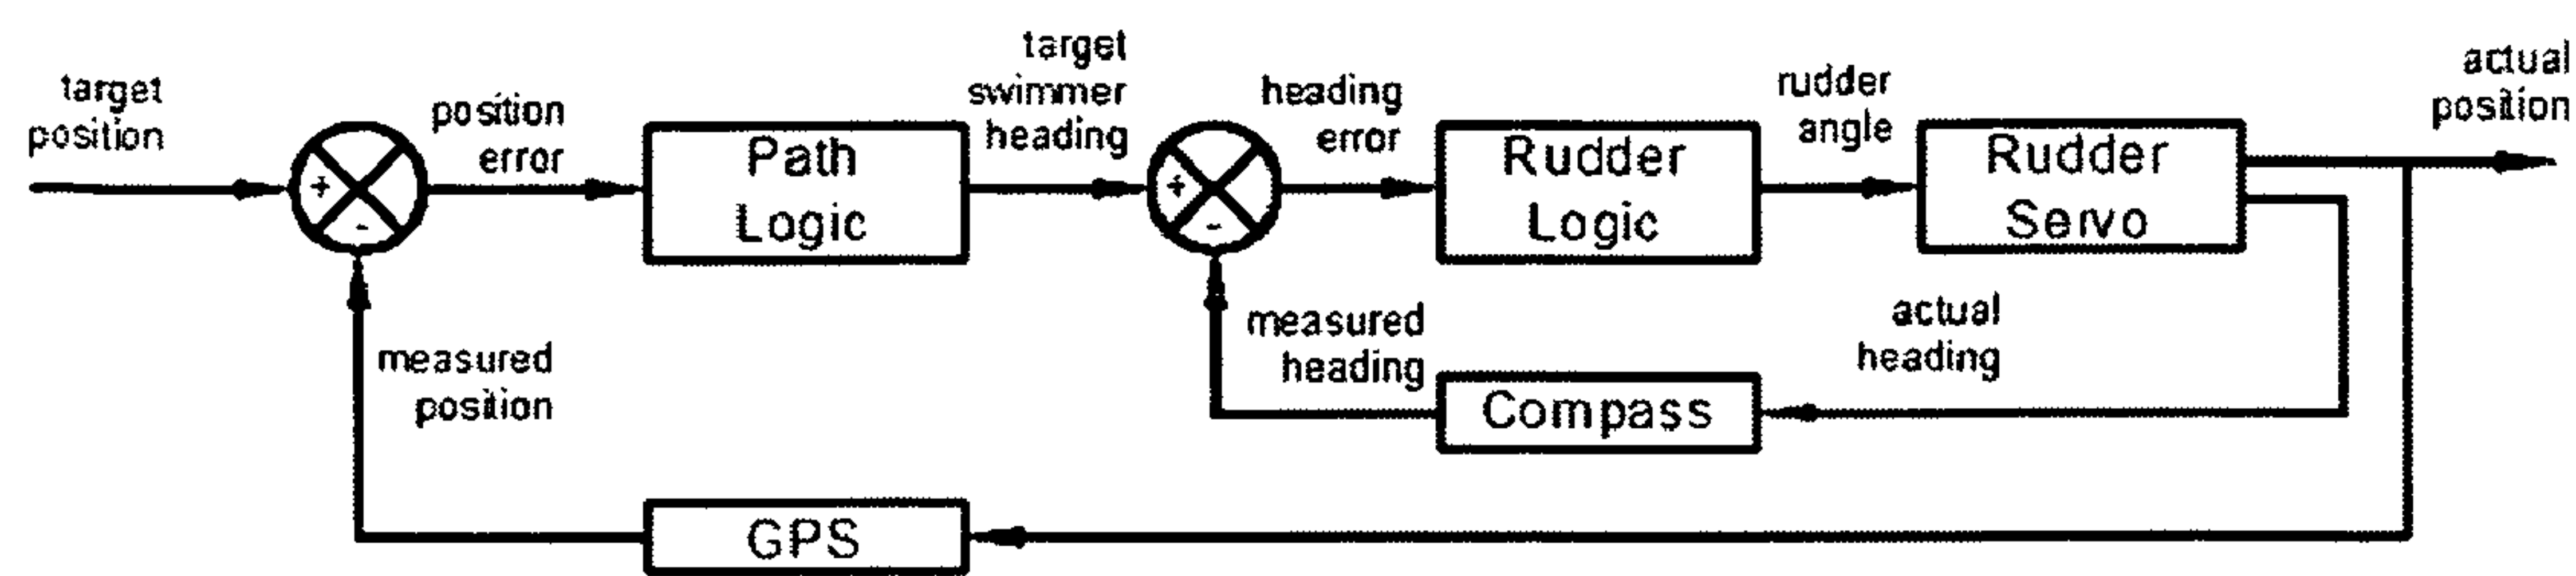 target
position
+
-
position
error
Path
Logic
target
swimmer
heading
+
-
heading
error
Rudder
Logic
rudder
angle
Rudder
Servo
actual
position
measured
position
measured
heading
Compass
actual
heading
GPS